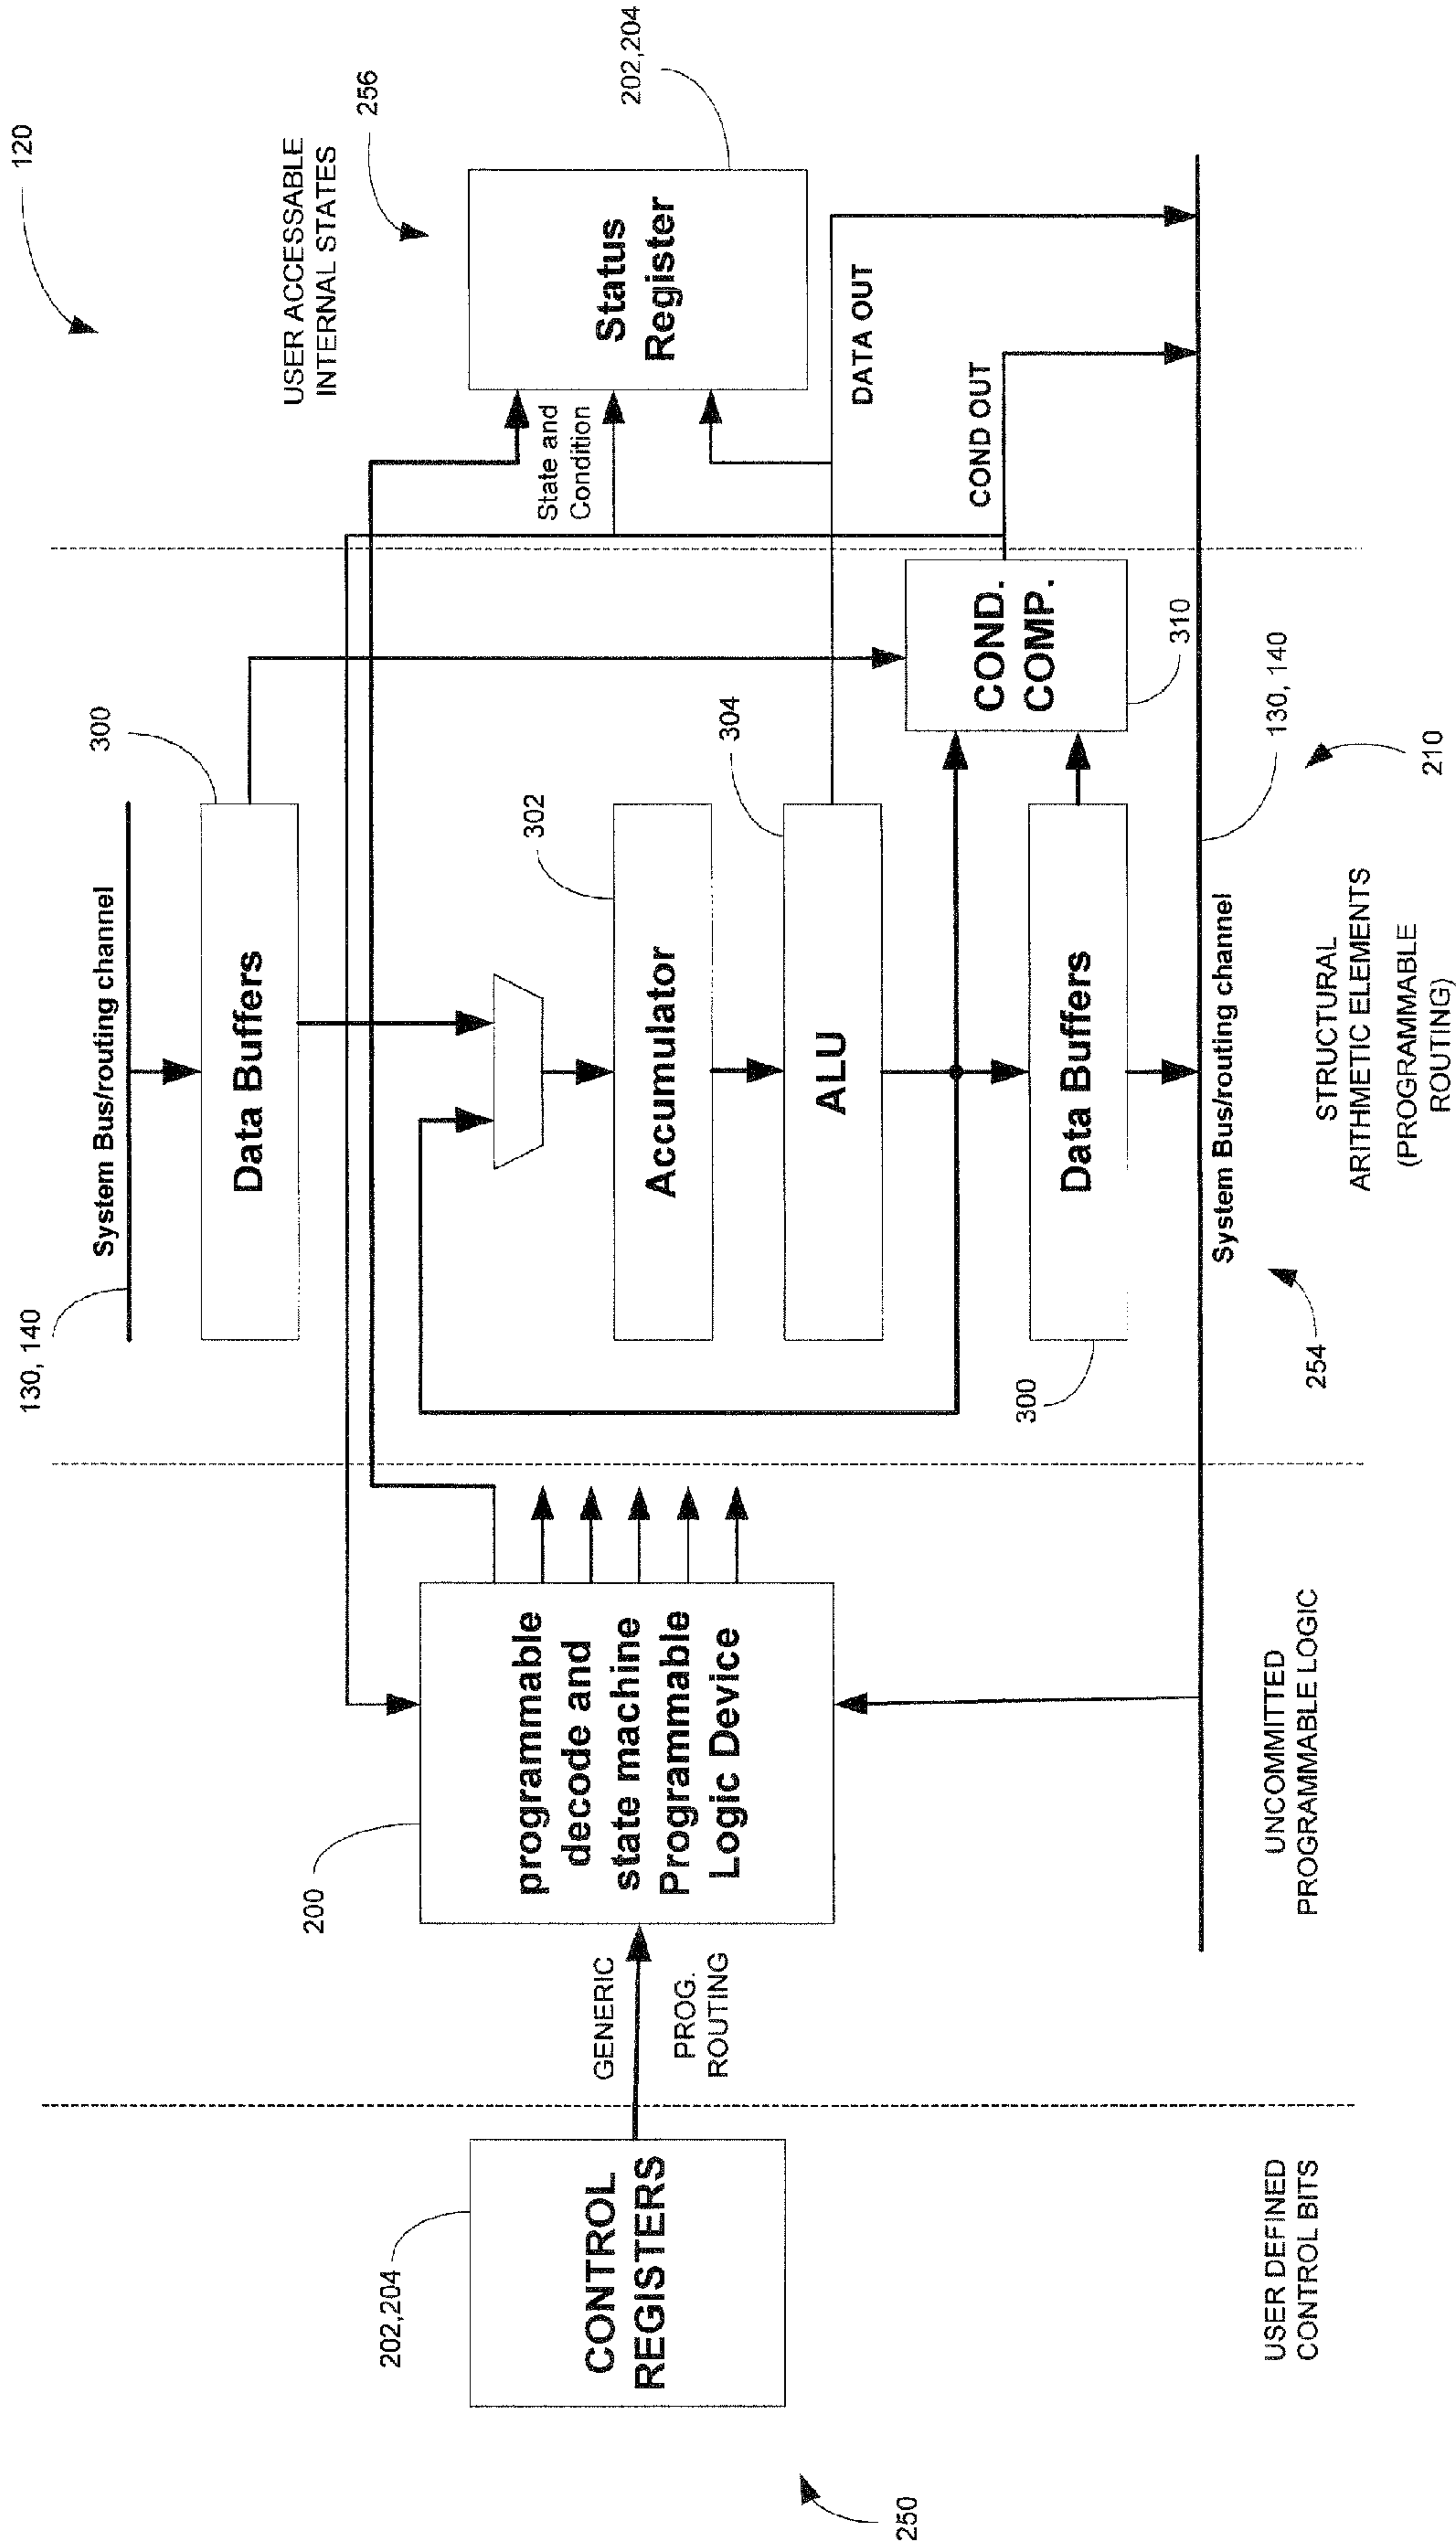 120
USER ACCESSABLE
INTERNAL STATES
256
202,204
Status
Register
State and
Condition
DATA OUT
COND OUT
130, 140
System Bus/routing channel
300
Data Buffers
302
Accumulator
304
ALU
COND.
COMP.
310
Data Buffers
300
System Bus/routing channel
130, 140
210
254
STRUCTURAL
ARITHMETIC ELEMENTS
(PROGRAMMABLE
ROUTING)
200
programmable
decode and
state machine
Programmable
Logic Device
GENERIC
PROG.
ROUTING
UNCOMMITTED
PROGRAMMABLE LOGIC
202,204
CONTROL
REGISTERS
USER DEFINED
CONTROL BITS
250